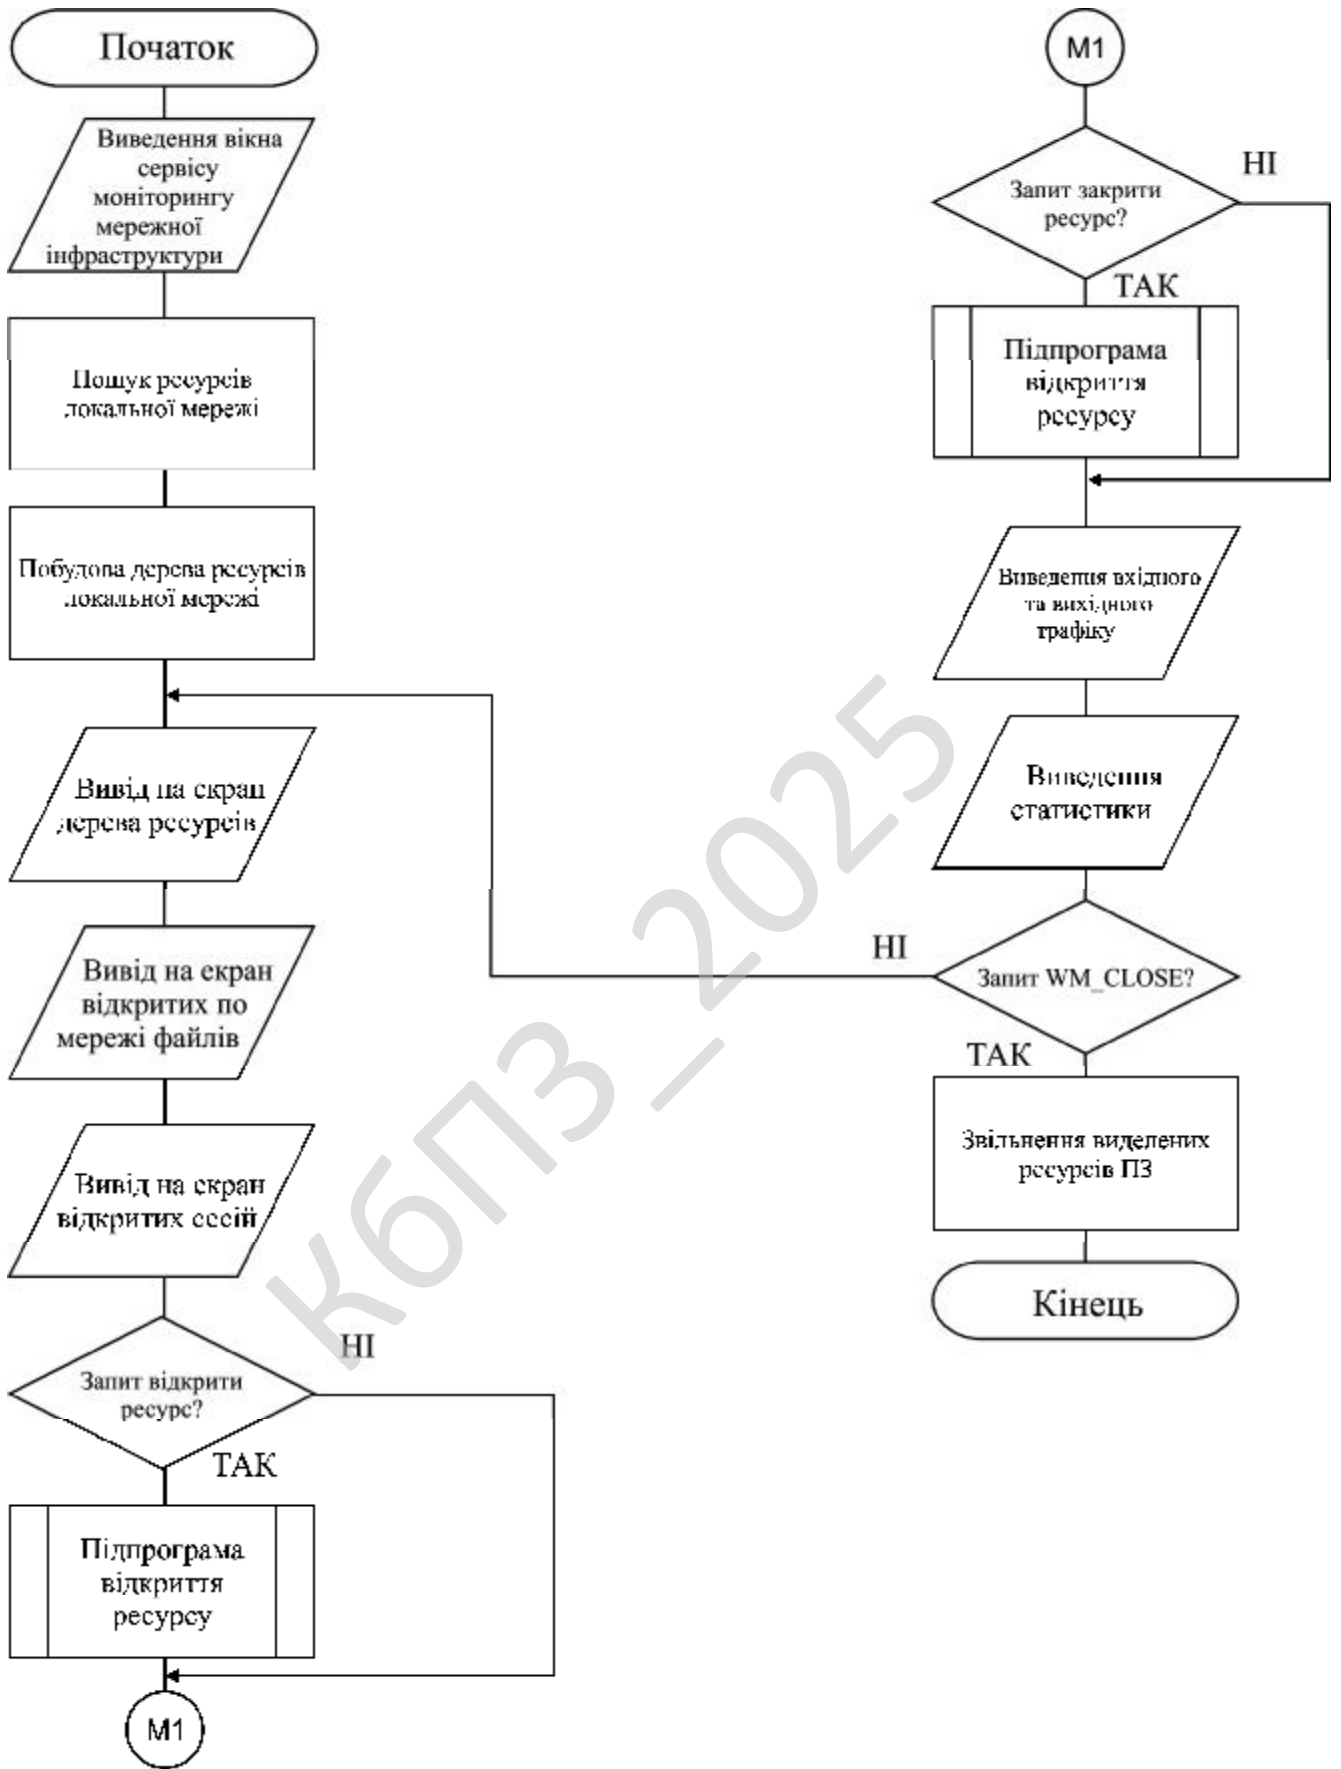 Початок
Виведення вікна
сервісу
моніторингу
мережної
інфраструктури
Пошук ресурсів
локальної мережі
Побудова дерева ресурсів
локальної мережі
Вивід на екран
дерева ресурсів
Вивід на екран
відкритих по
мережі файлів
Вивід на екран
відкритих сесій
НІ
Запит відкрити
ресурс?
ТАК
Підпрограма
відкриття
ресурсу
М1
М1
НІ
Запит закрити
ресурс?
ТАК
Підпрограма
відкриття
ресурсу
Виведення вхідного
та вихідного
трафіку
Виведення
статистики
НІ
Запит WM_CLOSE?
ТАК
Звільнення виделених
ресурсів ПЗ
Кінець
КбПЗ_2025